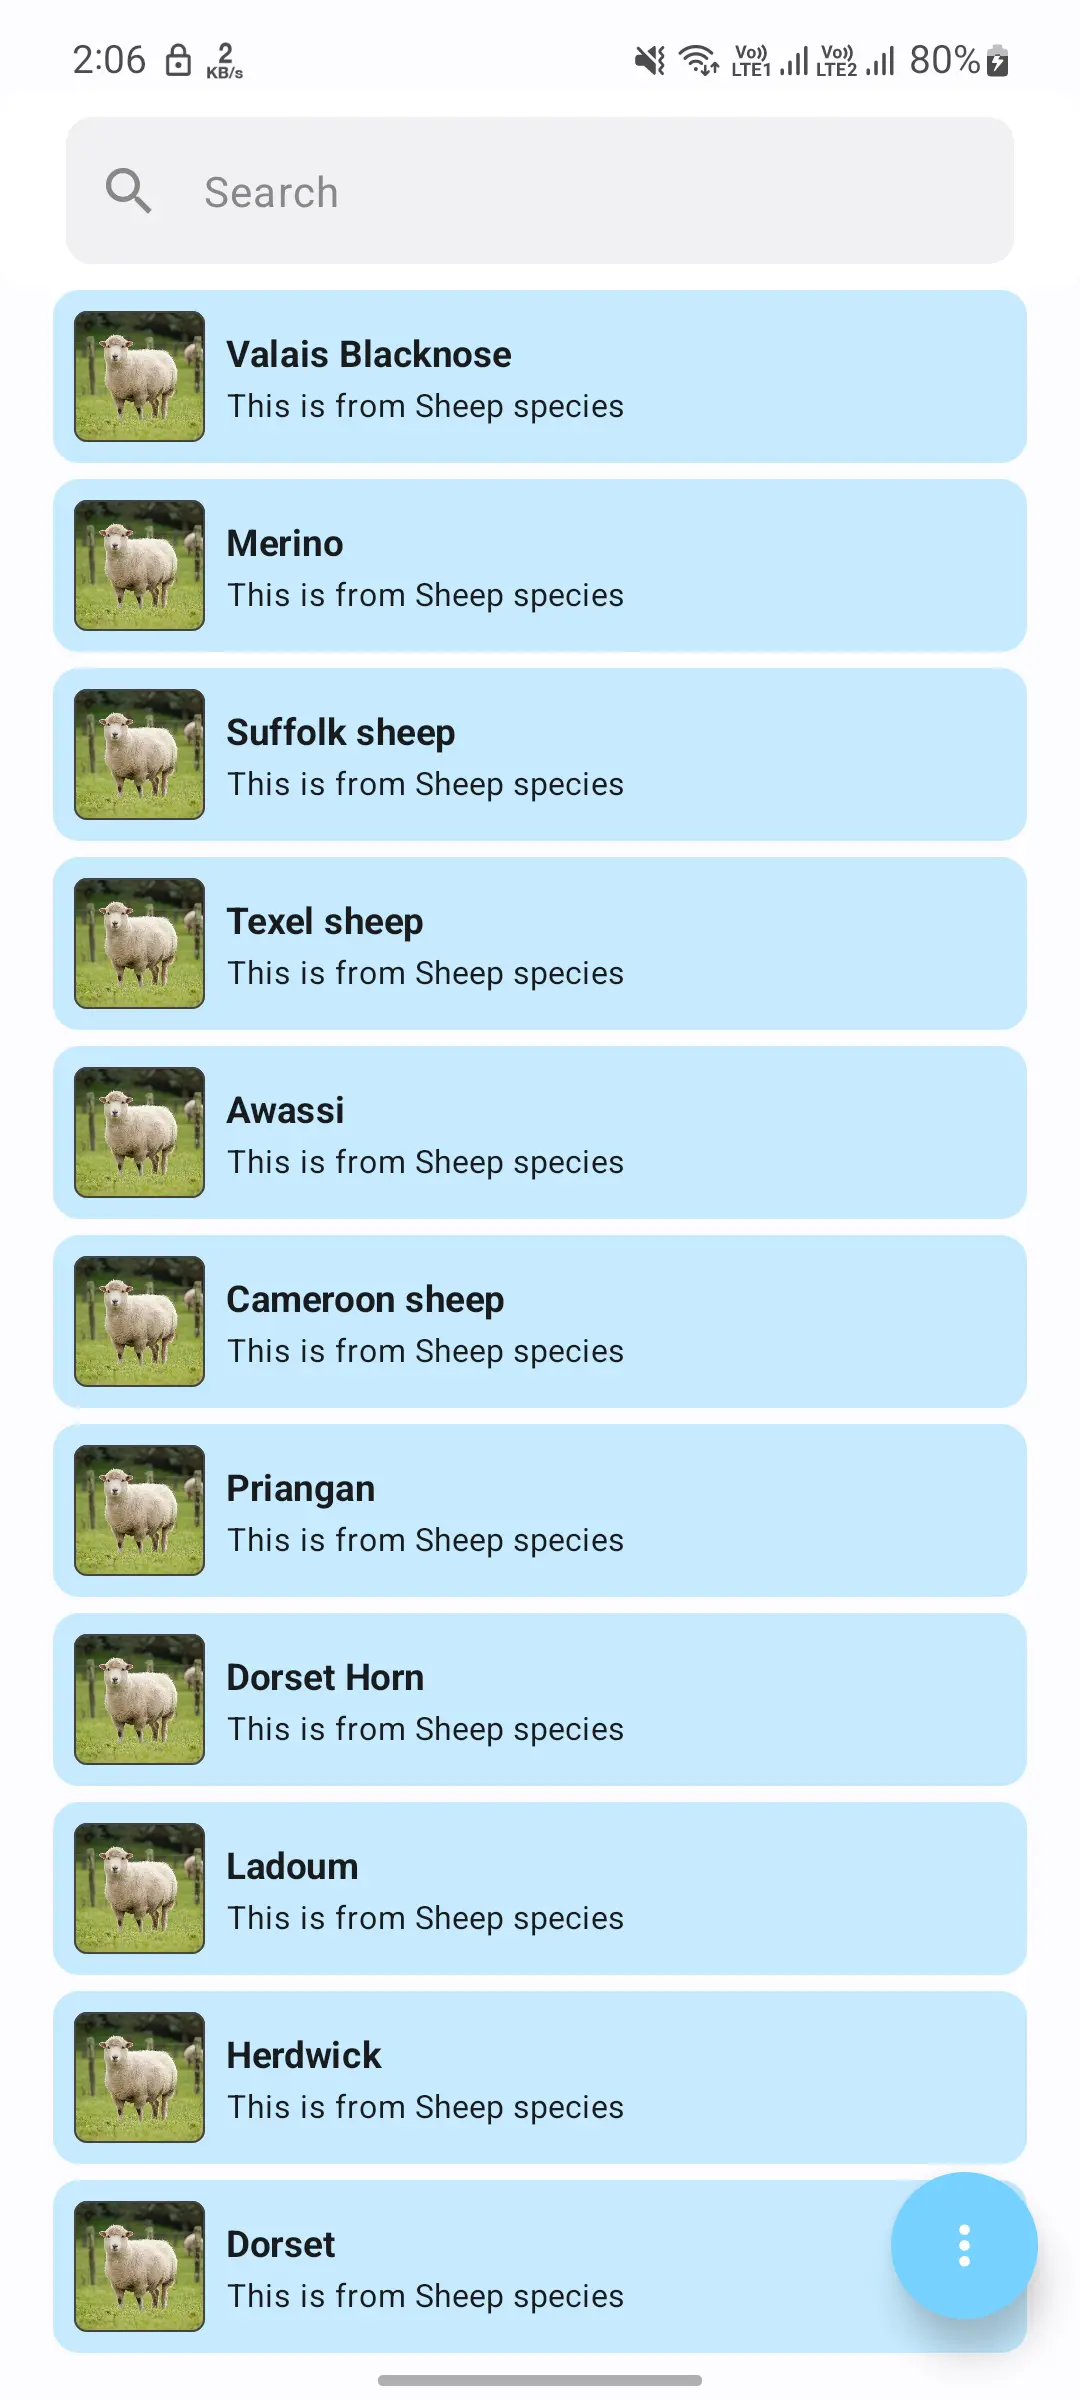 2:06 2 KB/s Vo)) LTE1 Vo)) LTE2 80%
Search
Valais Blacknose
This is from Sheep species
Merino
This is from Sheep species
Suffolk sheep
This is from Sheep species
Texel sheep
This is from Sheep species
Awassi
This is from Sheep species
Cameroon sheep
This is from Sheep species
Priangan
This is from Sheep species
Dorset Horn
This is from Sheep species
Ladoum
This is from Sheep species
Herdwick
This is from Sheep species
Dorset
This is from Sheep species